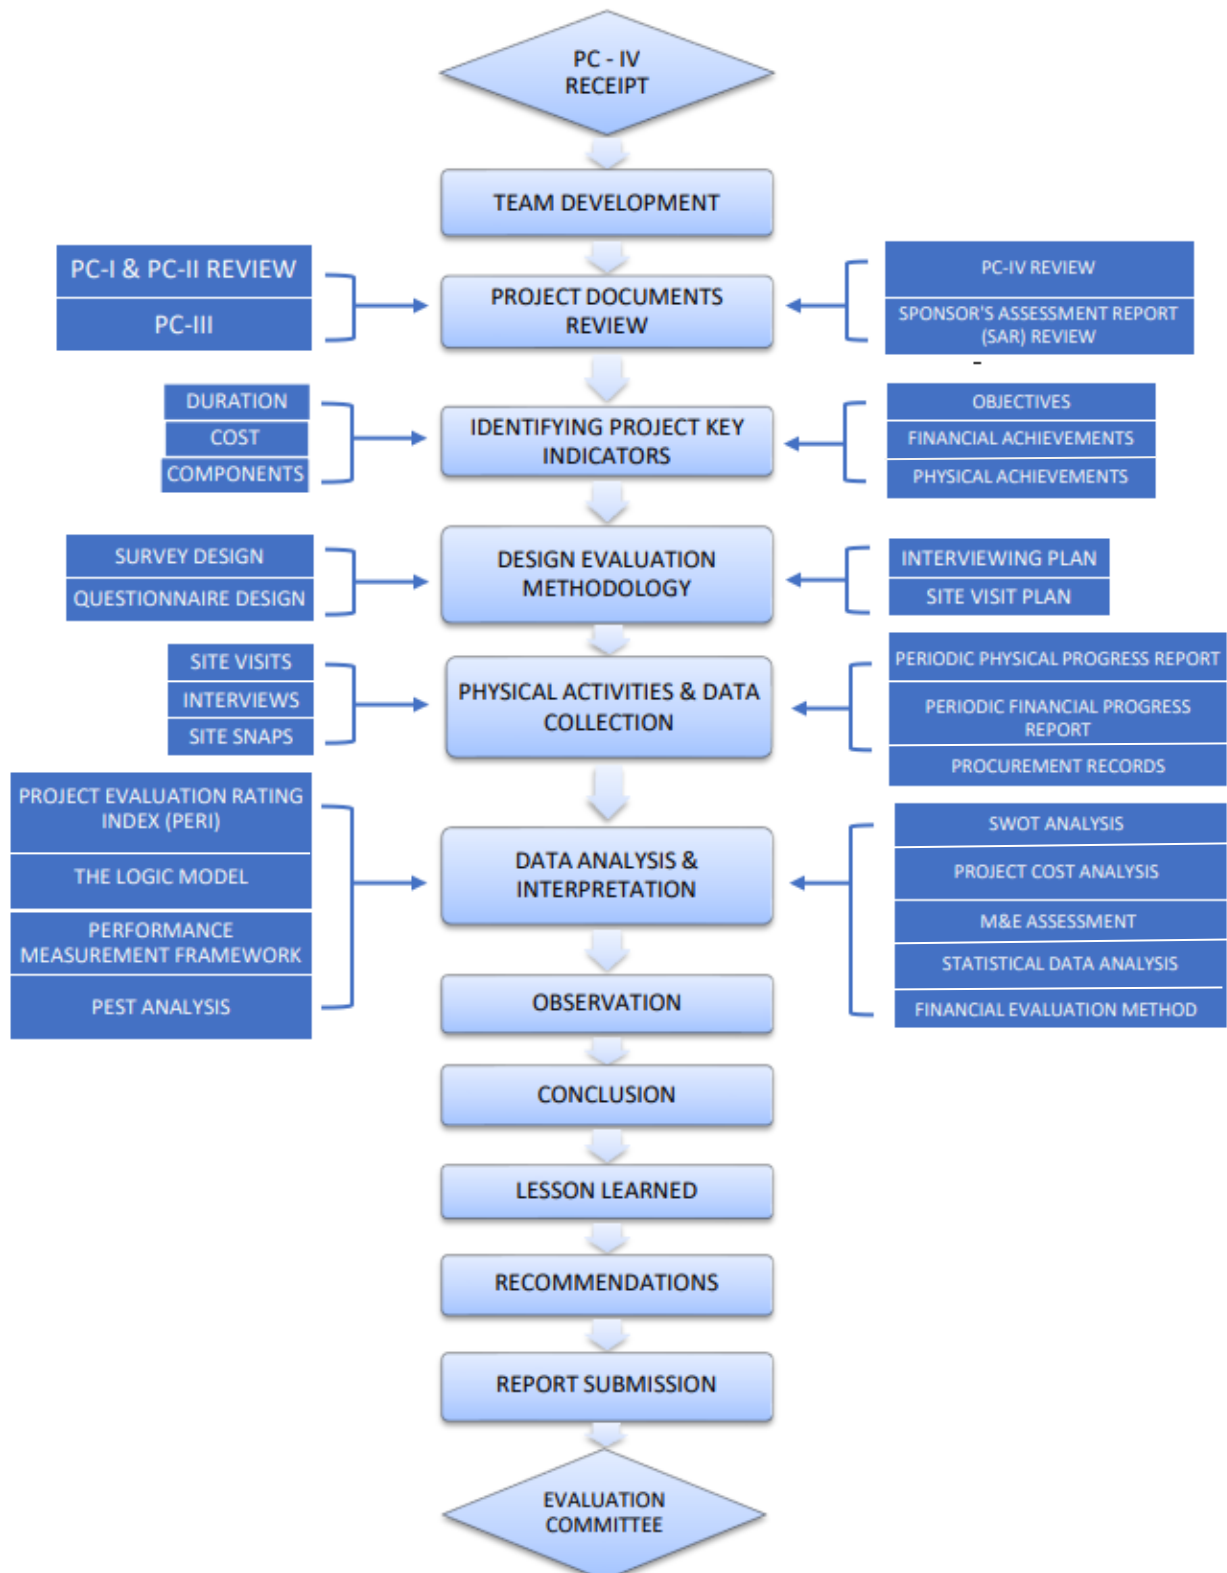 PC - IV
RECEIPT
TEAM DEVELOPMENT
PC-I & PC-II REVIEW
PC-III
PROJECT DOCUMENTS
REVIEW
PC-IV REVIEW
SPONSOR'S ASSESSMENT REPORT
(SAR) REVIEW
DURATION
COST
COMPONENTS
IDENTIFYING PROJECT KEY
INDICATORS
OBJECTIVES
FINANCIAL ACHIEVEMENTS
PHYSICAL ACHIEVEMENTS
SURVEY DESIGN
QUESTIONNAIRE DESIGN
DESIGN EVALUATION
METHODOLOGY
INTERVIEWING PLAN
SITE VISIT PLAN
SITE VISITS
INTERVIEWS
SITE SNAPS
PHYSICAL ACTIVITIES & DATA
COLLECTION
PERIODIC PHYSICAL PROGRESS REPORT
PERIODIC FINANCIAL PROGRESS
REPORT
PROCUREMENT RECORDS
PROJECT EVALUATION RATING
INDEX (PERI)
THE LOGIC MODEL
PERFORMANCE
MEASUREMENT FRAMEWORK
PEST ANALYSIS
DATA ANALYSIS &
INTERPRETATION
SWOT ANALYSIS
PROJECT COST ANALYSIS
M&E ASSESSMENT
STATISTICAL DATA ANALYSIS
FINANCIAL EVALUATION METHOD
OBSERVATION
CONCLUSION
LESSON LEARNED
RECOMMENDATIONS
REPORT SUBMISSION
EVALUATION
COMMITTEE